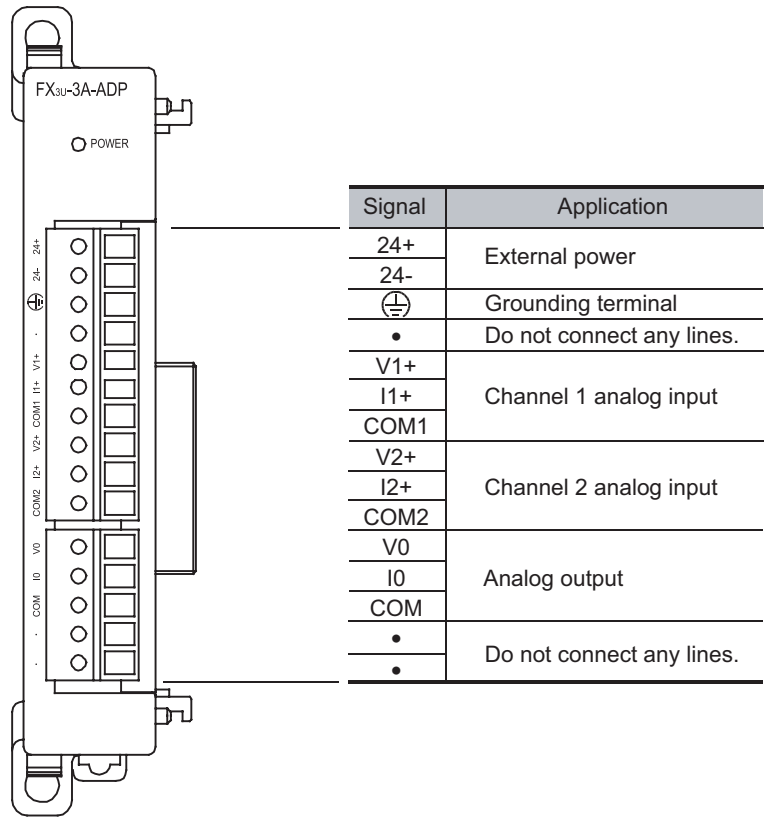 FX3U-3A-ADP
POWER
24+
24-
.
V1+
I1+
COM1
V2+
I2+
COM2
V0
I0
COM
.
.
Signal Application
24+ External power
24-
Grounding terminal
• Do not connect any lines.
V1+
I1+ Channel 1 analog input
COM1
V2+
I2+ Channel 2 analog input
COM2
V0
I0 Analog output
COM
• Do not connect any lines.
•